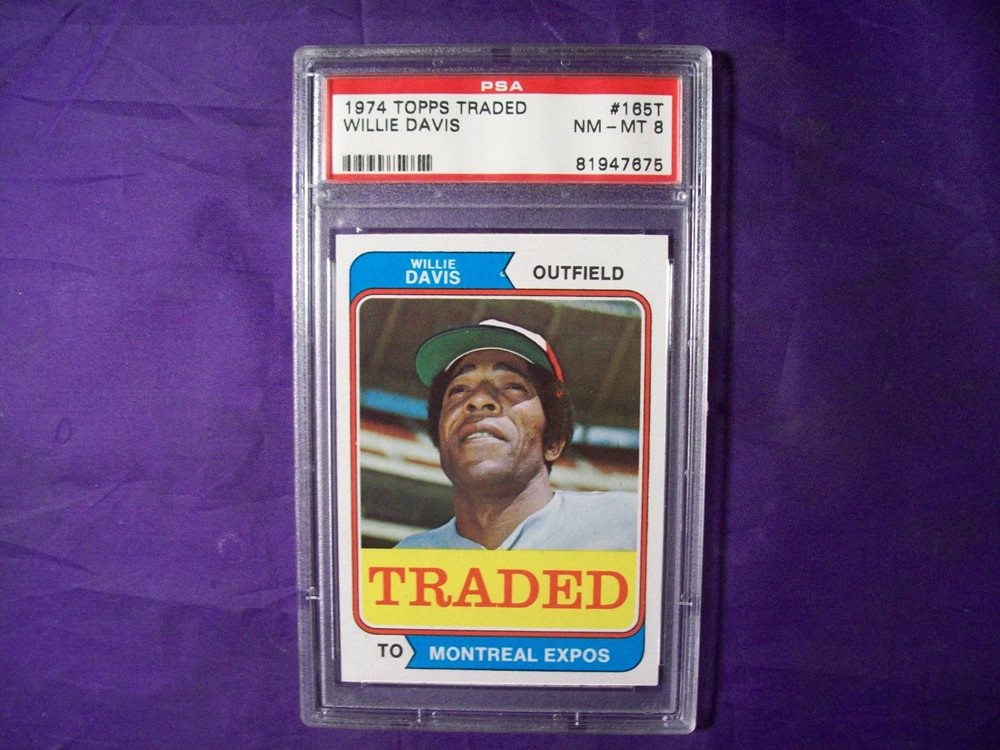 PSA
1974 TOPPS TRADED #165T
WILLIE DAVIS NM-MT 8
81947675
WILLIE
DAVIS
OUTFIELD
TRADED
TO MONTREAL EXPOS